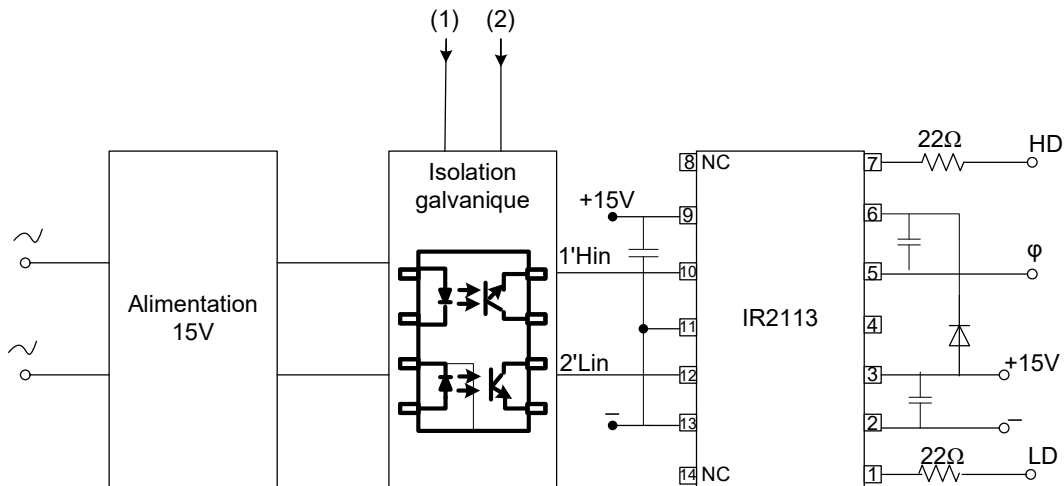 (1) (2)
Isolation
galvanique
Alimentation
15V
1'Hin
2'Lin
+15V
–
8 NC
9
10
11
12
13
14 NC
IR2113
7
6
5
4
3
2
1
22Ω
HD
φ
+15V
–
22Ω
LD